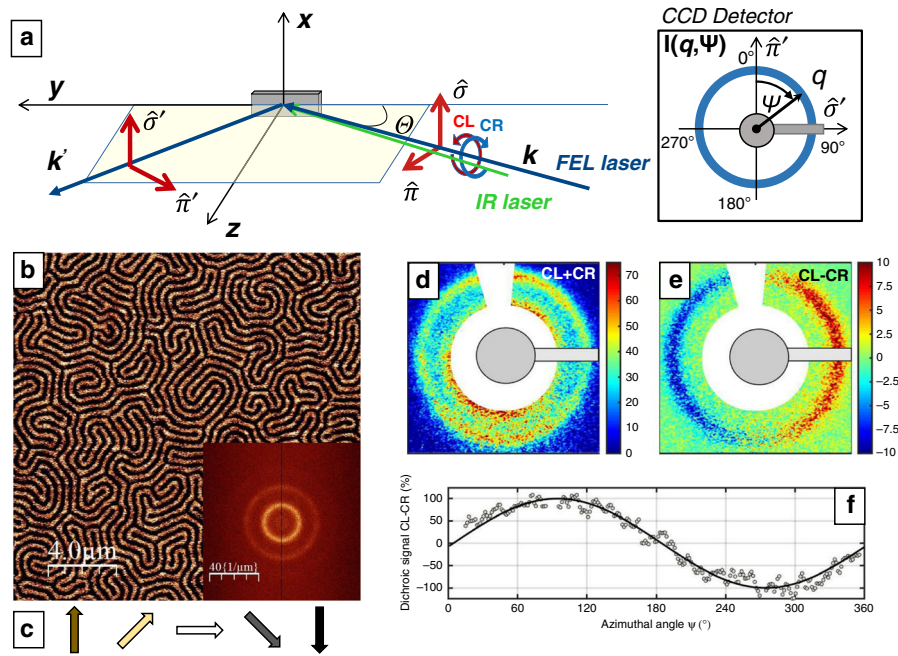 a
x
y
z
σ̂′
π̂′
k’
Θ
σ̂
π̂
CL
CR
k
FEL laser
IR laser
CCD Detector
I(q,Ψ)
0°
π̂′
q
Ψ
σ̂′
270°
90°
180°
b
4.0µm
40{1/µm}
c
d
CL+CR
70
60
50
40
30
20
10
0
e
CL-CR
10
7.5
5.0
2.5
0
−2.5
−5.0
−7.5
−10
f
Dichroic signal CL-CR (%)
100
50
0
−50
−100
0
60
120
180
240
300
360
Azimuthal angle ψ (°)